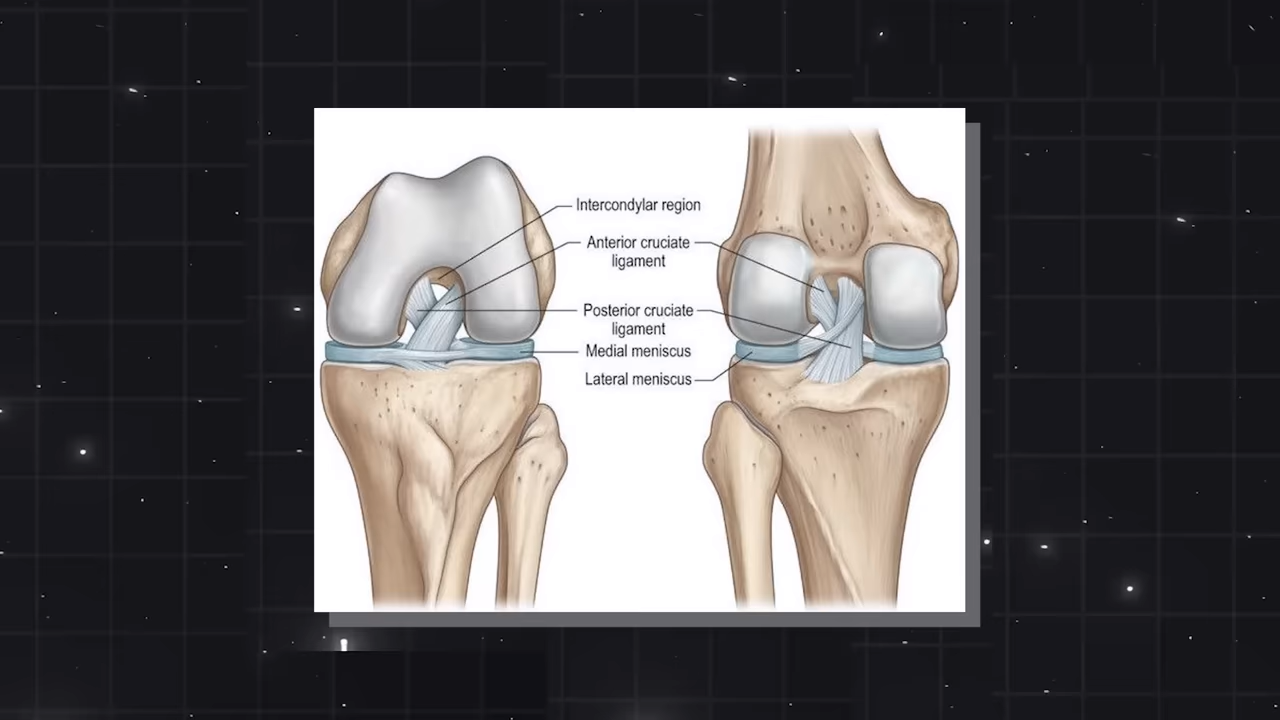 Intercondylar region
Anterior cruciate
ligament
Posterior cruciate
ligament
Medial meniscus
Lateral meniscus